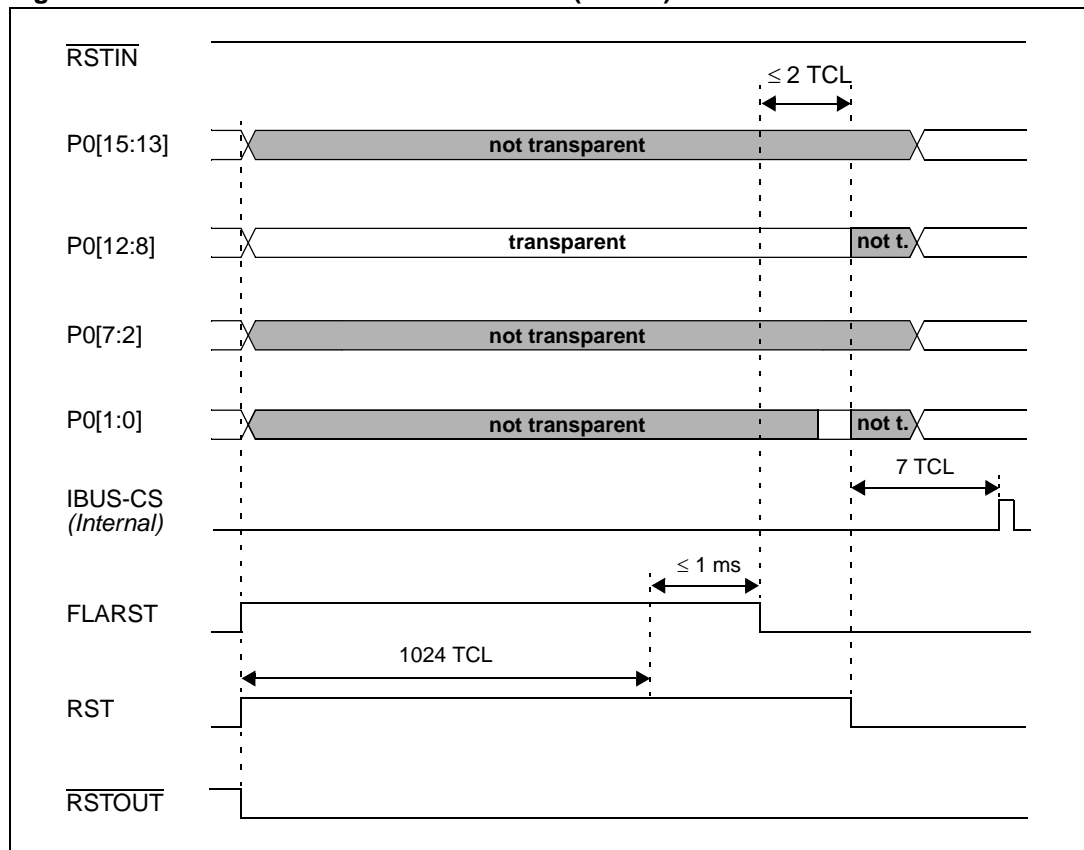 RSTIN
≤ 2 TCL
P0[15:13]
not transparent
P0[12:8]
transparent
not t.
P0[7:2]
not transparent
P0[1:0]
not transparent
not t.
7 TCL
IBUS-CS
(Internal)
≤ 1 ms
FLARST
1024 TCL
RST
RSTOUT